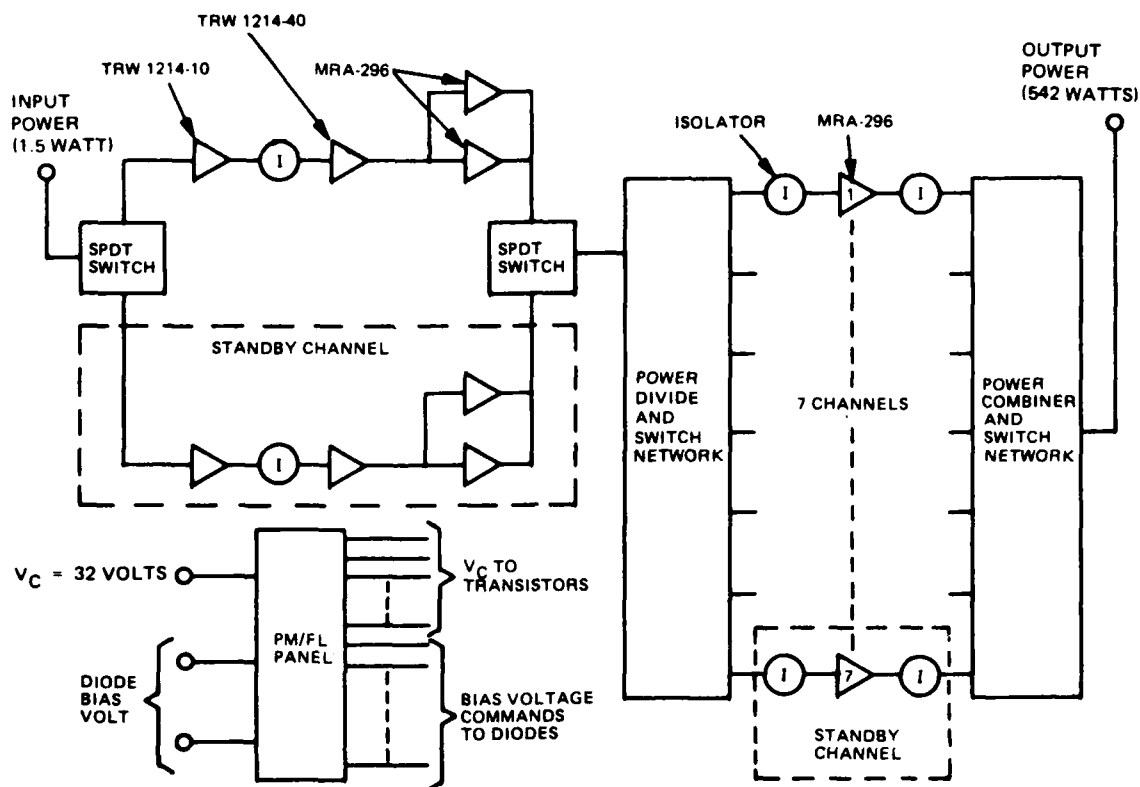 TRW 1214-40
TRW 1214-10
MRA-296
INPUT
POWER
(1.5 WATT)
I
SPDT
SWITCH
SPDT
SWITCH
STANDBY CHANNEL
I
OUTPUT
POWER
(542 WATTS)
ISOLATOR
MRA-296
I
1
I
POWER
DIVIDE
AND
SWITCH
NETWORK
7 CHANNELS
POWER
COMBINER
AND
SWITCH
NETWORK
I
7
I
STANDBY
CHANNEL
VC = 32 VOLTS
DIODE
BIAS
VOLT
PM/FL
PANEL
VC TO
TRANSISTORS
BIAS VOLTAGE
COMMANDS
TO DIODES